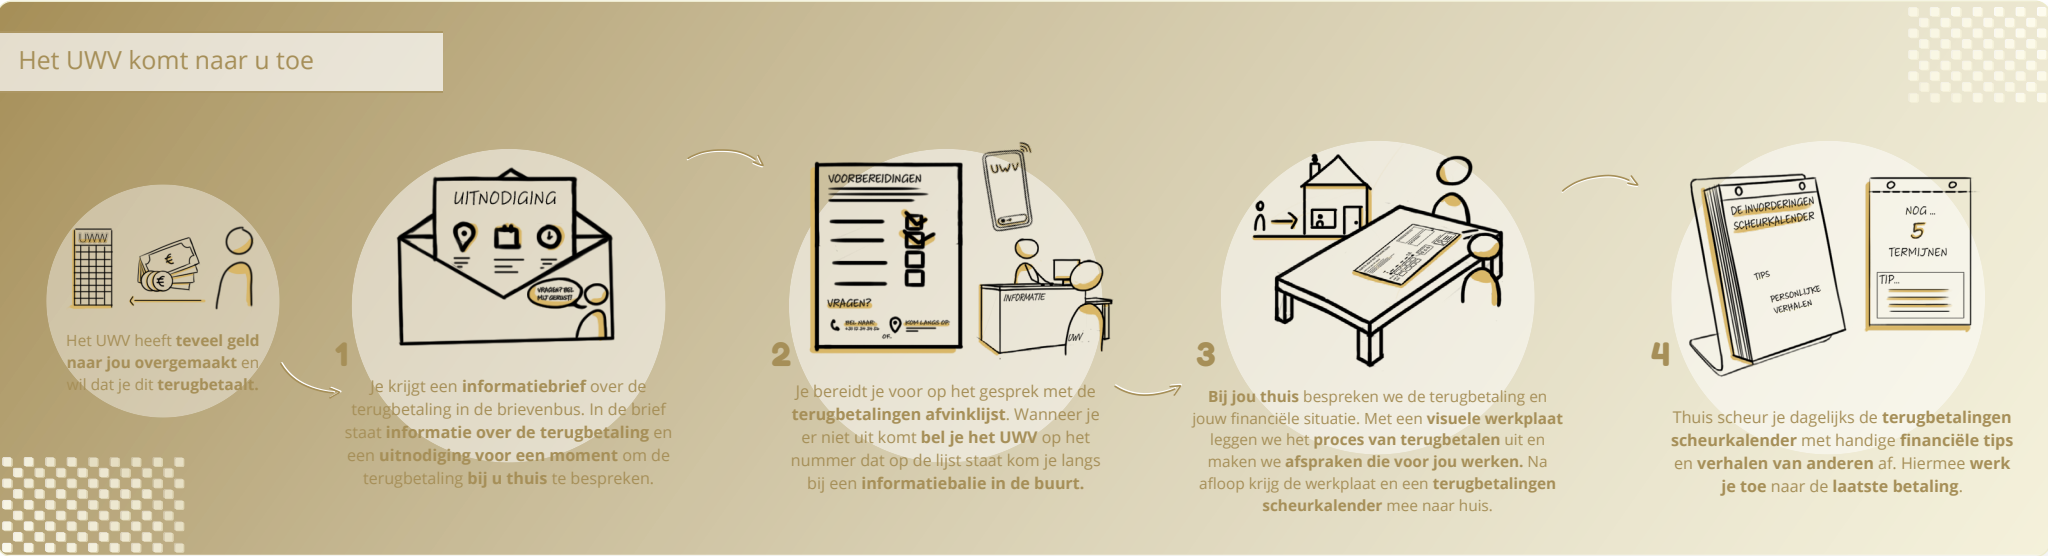 Het UWV komt naar u toe
UWW
Het UWV heeft teveel geld
naar jou overgemaakt en
wil dat je dit terugbetaalt.
1
UITNODIGING
VRAGEN? BEL
MIJ GERUST!
Je krijgt een informatiebrief over de
terugbetaling in de brievenbus. In de brief
staat informatie over de terugbetaling en
een uitnodiging voor een moment om de
terugbetaling bij u thuis te bespreken.
2
VOORBEREIDINGEN
VRAGEN?
BEL NAAR:
OF
KOM LANGS OP:
UWV
INFORMATIE
UWV
Je bereidt je voor op het gesprek met de
terugbetalingen afvinklijst. Wanneer je
er niet uit komt bel je het UWV op het
nummer dat op de lijst staat kom je langs
bij een informatiebalie in de buurt.
3
Bij jou thuis bespreken we de terugbetaling en
jouw financiële situatie. Met een visuele werkplaat
leggen we het proces van terugbetalen uit en
maken we afspraken die voor jou werken. Na
afloop krijg de werkplaat en een terugbetalingen
scheurkalender mee naar huis.
4
DE INVORDERINGEN
SCHEURKALENDER
TIPS
PERSONLIJKE
VERHALEN
NOG ...
5
TERMIJNEN
TIP...
Thuis scheur je dagelijks de terugbetalingen
scheurkalender met handige financiële tips
en verhalen van anderen af. Hiermee werk
je toe naar de laatste betaling.